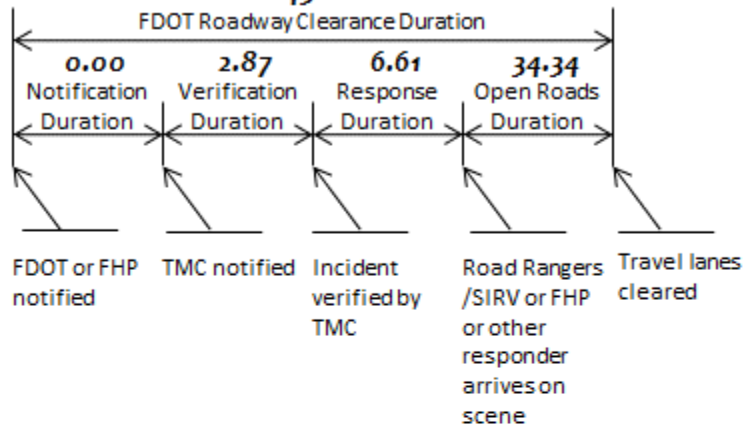 FDOT Roadway Clearance Duration
0.00 2.87 6.61 34.34
Notification Verification Response Open Roads
Duration Duration Duration Duration
FDOT or FHP
notified
TMC notified
Incident
verified by
TMC
Road Rangers
/SIRV or FHP
or other
responder
arrives on
scene
Travel lanes
cleared